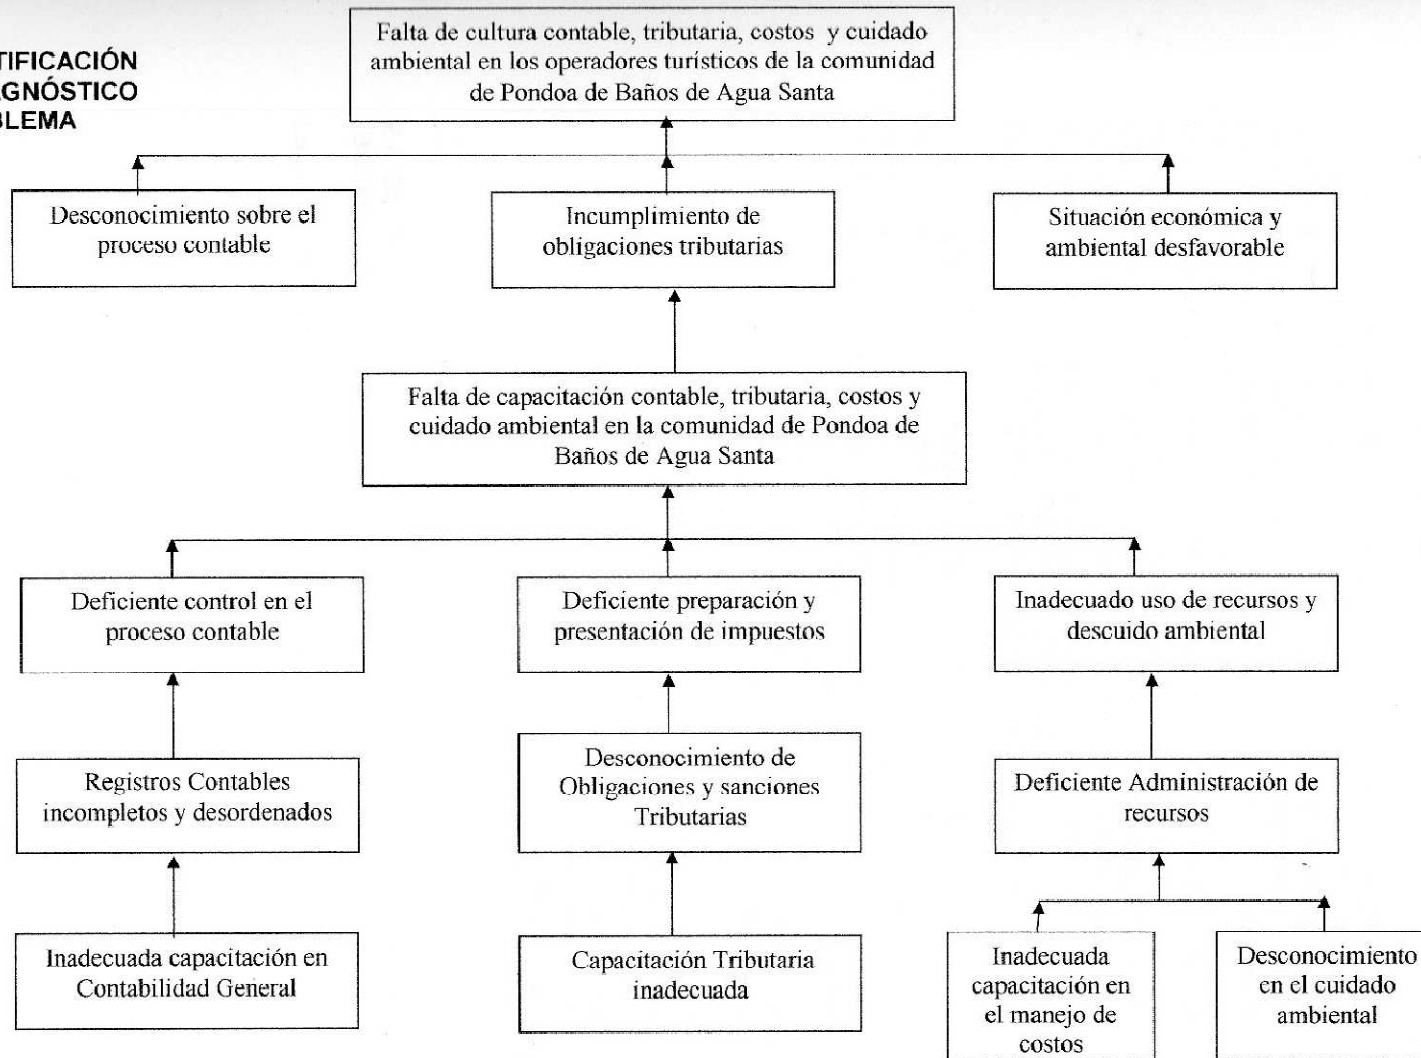 TIFICACIÓN
AGNÓSTICO
BLEMA
Falta de cultura contable, tributaria, costos y cuidado
ambiental en los operadores turísticos de la comunidad
de Pondoa de Baños de Agua Santa
Desconocimiento sobre el
proceso contable
Incumplimiento de
obligaciones tributarias
Situación económica y
ambiental desfavorable
Falta de capacitación contable, tributaria, costos y
cuidado ambiental en la comunidad de Pondoa de
Baños de Agua Santa
Deficiente control en el
proceso contable
Deficiente preparación y
presentación de impuestos
Inadecuado uso de recursos y
descuido ambiental
Registros Contables
incompletos y desordenados
Desconocimiento de
Obligaciones y sanciones
Tributarias
Deficiente Administración de
recursos
Inadecuada capacitación en
Contabilidad General
Capacitación Tributaria
inadecuada
Inadecuada
capacitación en
el manejo de
costos
Desconocimiento
en el cuidado
ambiental